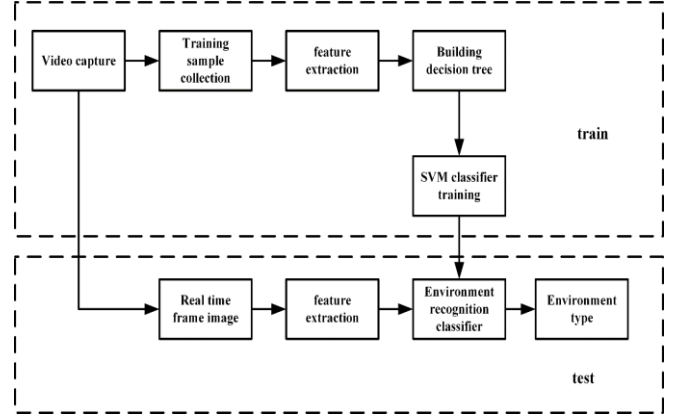 Video capture
Training
sample
collection
feature
extraction
Building
decision tree
train
SVM classifier
training
Real time
frame image
feature
extraction
Environment
recognition
classifier
Environment
type
test